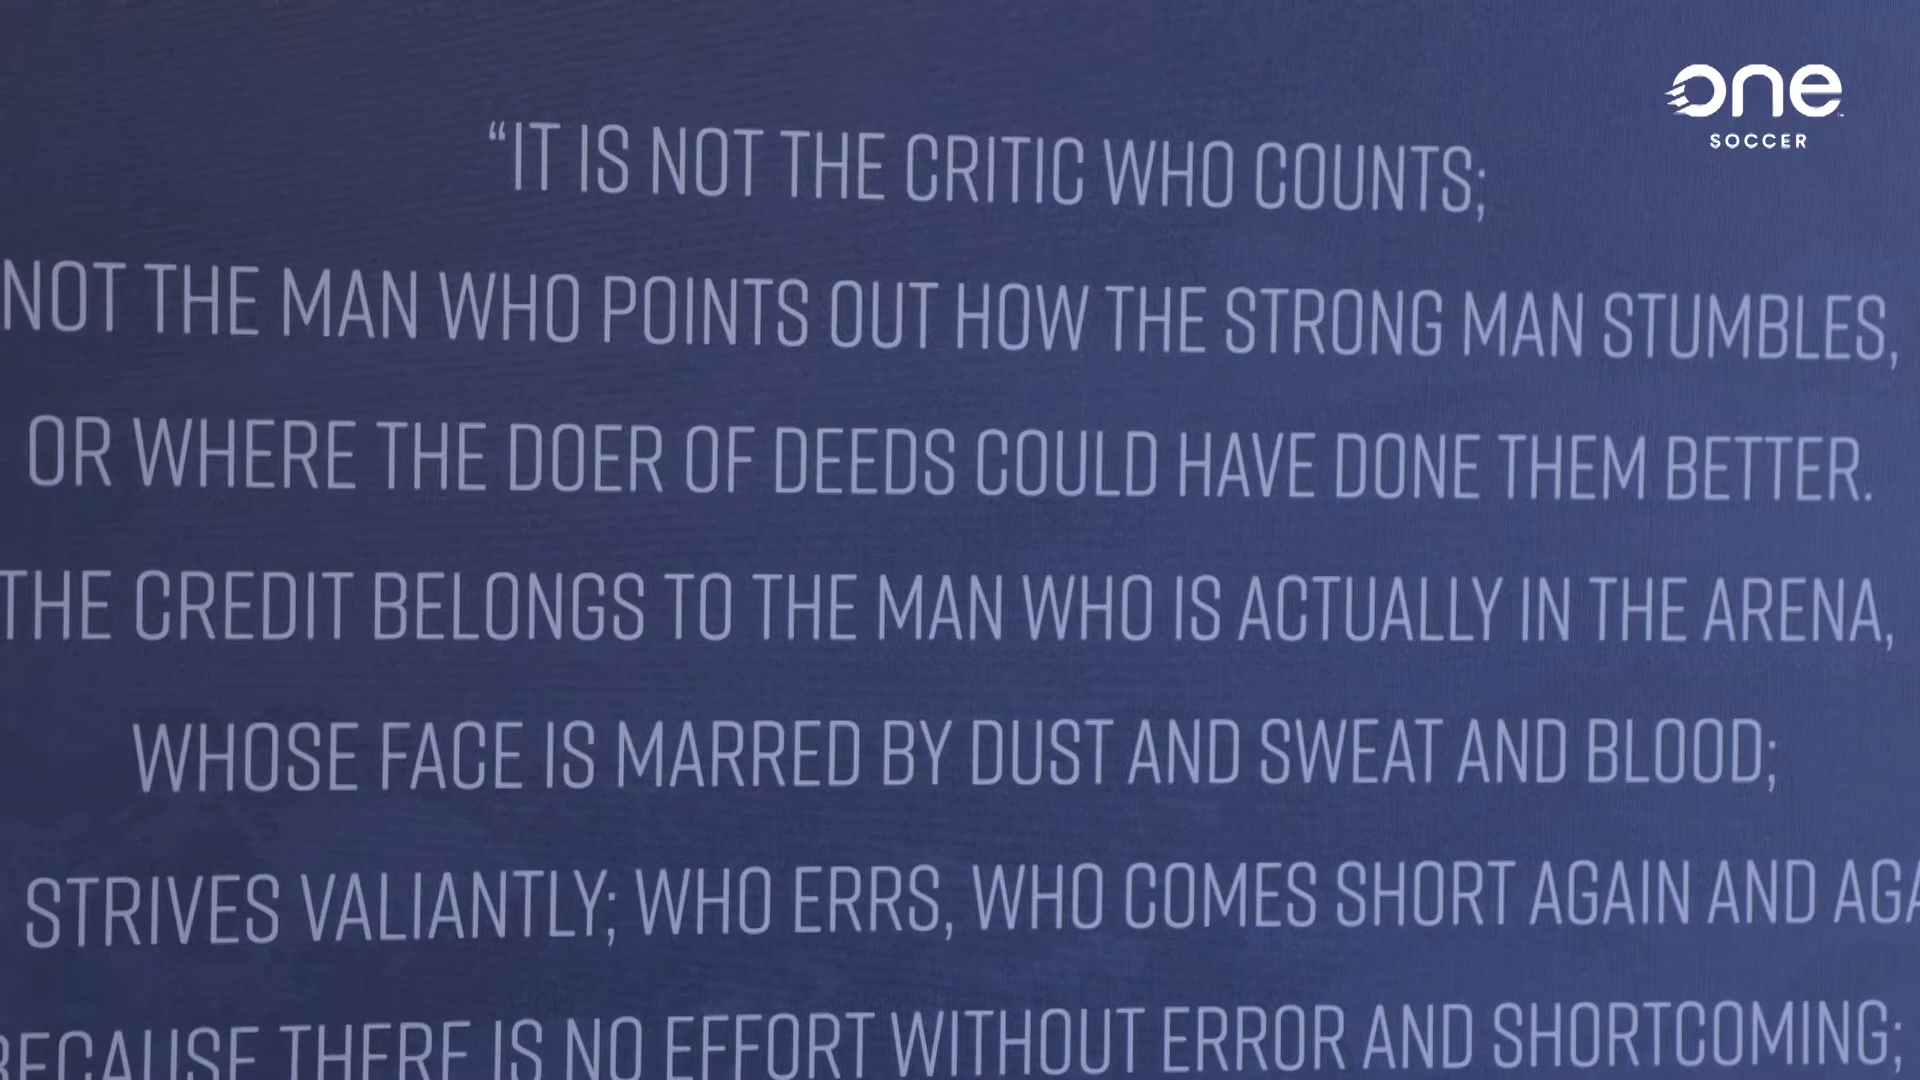 one
SOCCER
“IT IS NOT THE CRITIC WHO COUNTS;
NOT THE MAN WHO POINTS OUT HOW THE STRONG MAN STUMBLES,
OR WHERE THE DOER OF DEEDS COULD HAVE DONE THEM BETTER.
THE CREDIT BELONGS TO THE MAN WHO IS ACTUALLY IN THE ARENA,
WHOSE FACE IS MARRED BY DUST AND SWEAT AND BLOOD;
STRIVES VALIANTLY; WHO ERRS, WHO COMES SHORT AGAIN AND AGA
BECAUSE THERE IS NO EFFORT WITHOUT ERROR AND SHORTCOMING;